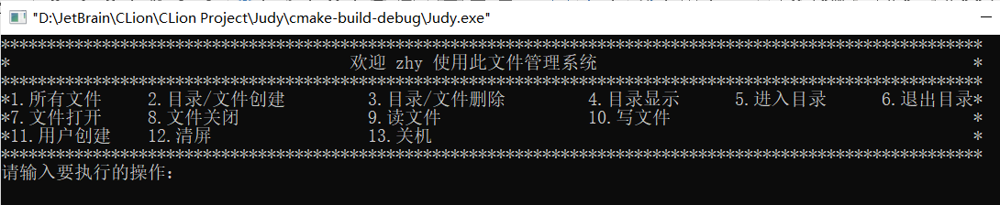 "D:\JetBrain\CLion\CLion Project\Judy\cmake-build-debug\Judy.exe"
***********************************************************************************************************
* 欢迎 zhy 使用此文件管理系统 *
***********************************************************************************************************
*1.所有文件 2.目录/文件创建 3.目录/文件删除 4.目录显示 5.进入目录 6.退出目录*
*7.文件打开 8.文件关闭 9.读文件 10.写文件 *
*11.用户创建 12.清屏 13.关机 *
***********************************************************************************************************
请输入要执行的操作: